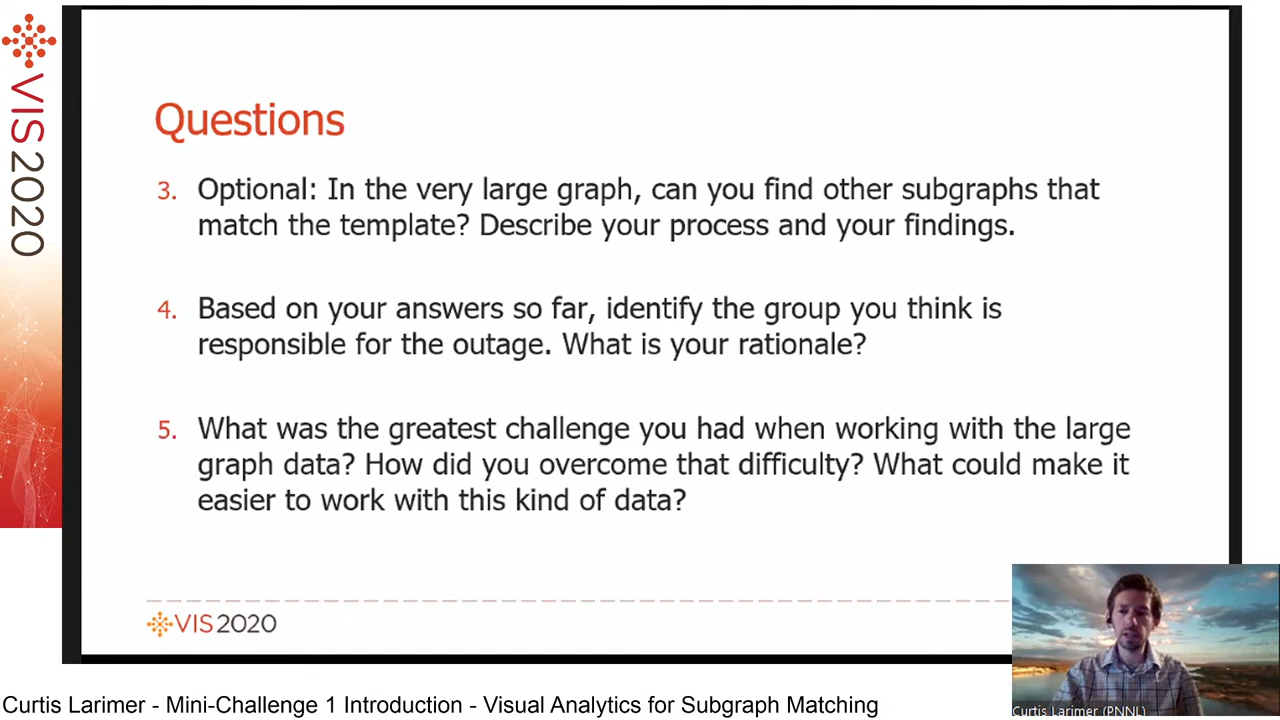 VIS2020
Questions
3. Optional: In the very large graph, can you find other subgraphs that
match the template? Describe your process and your findings.
4. Based on your answers so far, identify the group you think is
responsible for the outage. What is your rationale?
5. What was the greatest challenge you had when working with the large
graph data? How did you overcome that difficulty? What could make it
easier to work with this kind of data?
VIS2020
Curtis Larimer (PNNL)
Curtis Larimer - Mini-Challenge 1 Introduction - Visual Analytics for Subgraph Matching